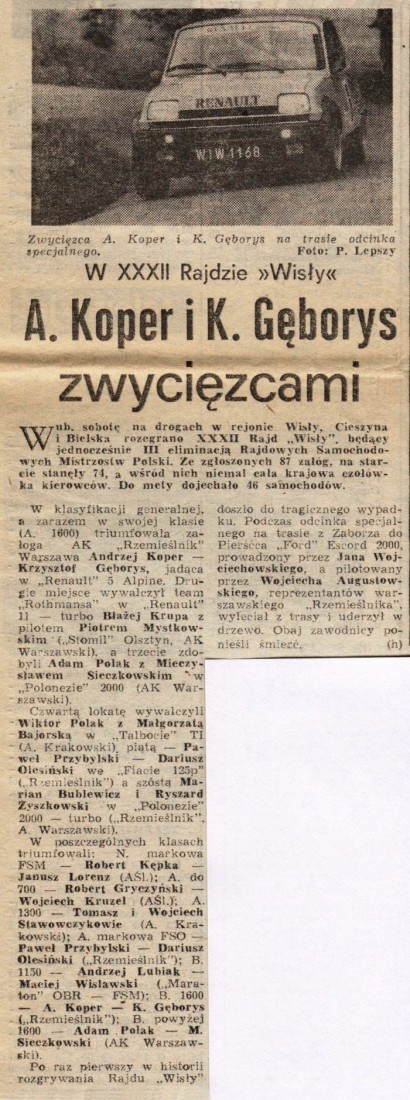 RENAULT
RENAULT
WIW 1168
Zwycięzca A. Koper i K. Gęborys na trasie odcinka
specjalnego. Foto: P. Lepszy
W XXXII Rajdzie »Wisły«
A. Koper i K. Gęborys
zwycięzcami
Wub. sobotę na drogach w rejonie Wisły, Cieszyna
i Bielska rozegrano XXXII Rajd „Wisły", będący
jednocześnie III eliminacją Rajdowych Samochodo-
wych Mistrzostw Polski. Ze zgłoszonych 87 załóg, na star-
cie stanęły 74, a wśród nich niemal cała krajowa czołów-
ka kierowców. Do mety dojechało 46 samochodów.
W klasyfikacji generalnej,
a zarazem w swojej klasie
(A. 1600) triumfowała za-
łoga AK „Rzemieślnik"
Warszawa Andrzej Koper —
Krzysztof Gęborys, jadąca
w „Renault" 5 Alpine. Dru-
gie miejsce wywalczył team
„Rothmansa" w „Renault"
11 — turbo Błażej Krupa z
pilotem Piotrem Mystkow-
skim („Stomil" Olsztyn, AK
Warszawski), a trzecie zdo-
byli Adam Polak z Mieczy-
sławem Sieczkowskim w
„Polonezie" 2000 (AK War-
szawski).
Czwartą lokatę wywalczyli
Wiktor Polak z Małgorzatą
Bajorską w „Talbocie" TI
(A. Krakowski), piątą — Pa-
weł Przybylski — Dariusz
Olesiński we „Fiacie 125p"
(„Rzemieślnik") a szóstą Ma-
rian Bublewicz i Ryszard
Żyszkowski w „Polonezie"
2000 — turbo („Rzemieślnik",
A. Warszawski).
W poszczególnych klasach
triumfowali: N. markowa
FSM — Robert Kępka —
Janusz Lorenz (AŚl.); A. do
700 — Robert Gryczyński —
Wojciech Kruzel (AŚl.); A.
1300 — Tomasz i Wojciech
Stawowczykowie (A. Kra-
kowski); A. markowa FSO —
Paweł Przybylski — Dariusz
Olesiński („Rzemieślnik"); B.
1150 — Andrzej Lubiak —
Maciej Wisławski („Mara-
ton" OBR — FSM); B. 1600
— A. Koper — K. Gęborys
(„Rzemieślnik"); B. powyżej
1600 — Adam Polak — M.
Sieczkowski (AK Warszaw-
ski).
Po raz pierwszy w historii
rozgrywania Rajdu „Wisły"
doszło do tragicznego wypad-
ku. Podczas odcinka specjal-
nego na trasie z Zaborza do
Pierśćca „Ford" Escord 2000,
prowadzony przez Jana Woj-
ciechowskiego, a pilotowany
przez Wojciecha Augustow-
skiego, reprezentantów war-
szawskiego „Rzemieślnika",
wyleciał z trasy i uderzył w
drzewo. Obaj zawodnicy po-
nieśli śmierć. (h)